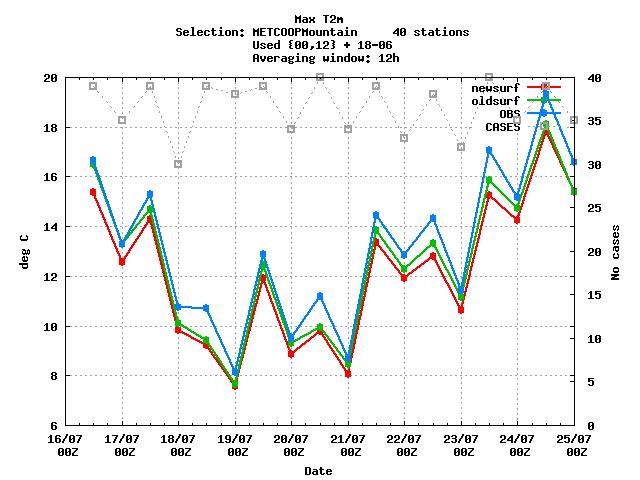 Max T2m
Selection: METCOOPMountain 40 stations
Used {00,12} + 18-06
Averaging window: 12h
newsurf
oldsurf
OBS
CASES
deg C
20
18
16
14
12
10
8
6
No cases
40
35
30
25
20
15
10
5
0
16/07 17/07 18/07 19/07 20/07 21/07 22/07 23/07 24/07 25/07
00Z 00Z 00Z 00Z 00Z 00Z 00Z 00Z 00Z 00Z
Date